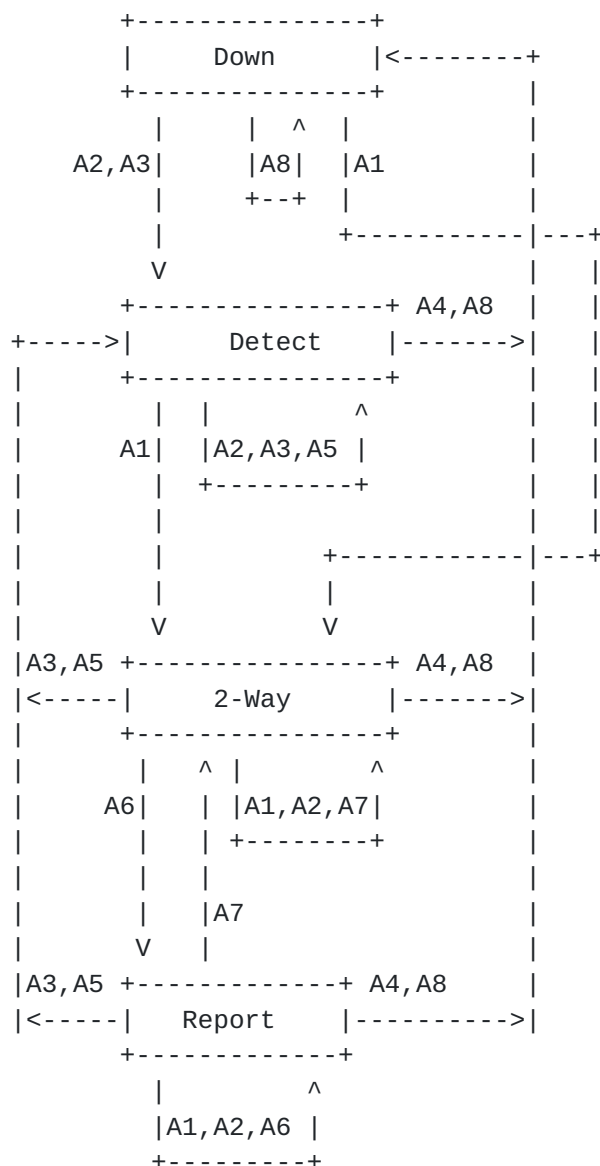 Down
A2,A3 A8 A1
A4,A8
Detect
A1 A2,A3,A5
A3,A5 A4,A8
2-Way
A6 A1,A2,A7
A7
A3,A5 A4,A8
Report
A1,A2,A6